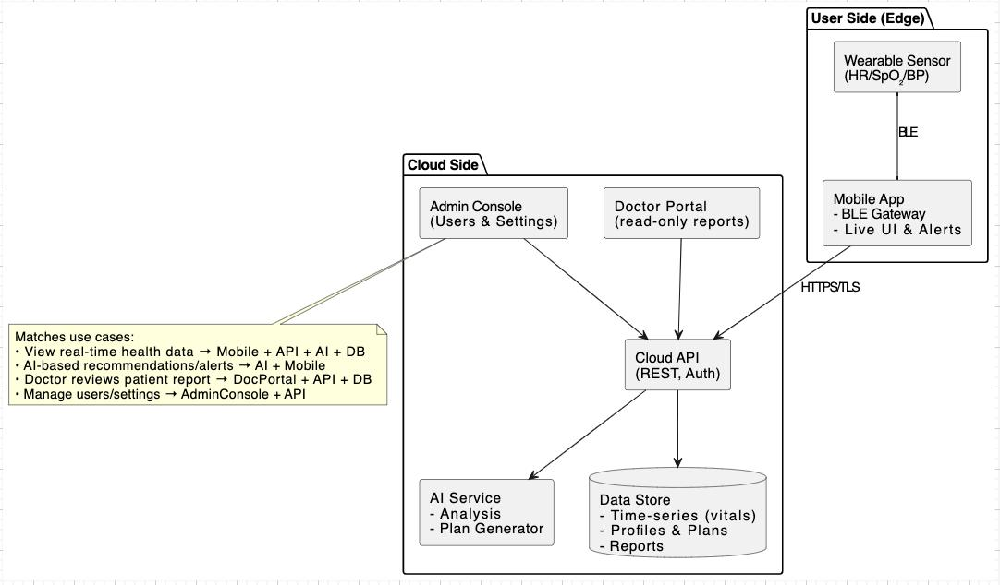 User Side (Edge)
Wearable Sensor
(HR/SpO₂/BP)
BLE
Mobile App
- BLE Gateway
- Live UI & Alerts
HTTPS/TLS
Cloud Side
Admin Console
(Users & Settings)
Doctor Portal
(read-only reports)
Matches use cases:
• View real-time health data → Mobile + API + AI + DB
• AI-based recommendations/alerts → AI + Mobile
• Doctor reviews patient report → DocPortal + API + DB
• Manage users/settings → AdminConsole + API
Cloud API
(REST, Auth)
AI Service
- Analysis
- Plan Generator
Data Store
- Time-series (vitals)
- Profiles & Plans
- Reports